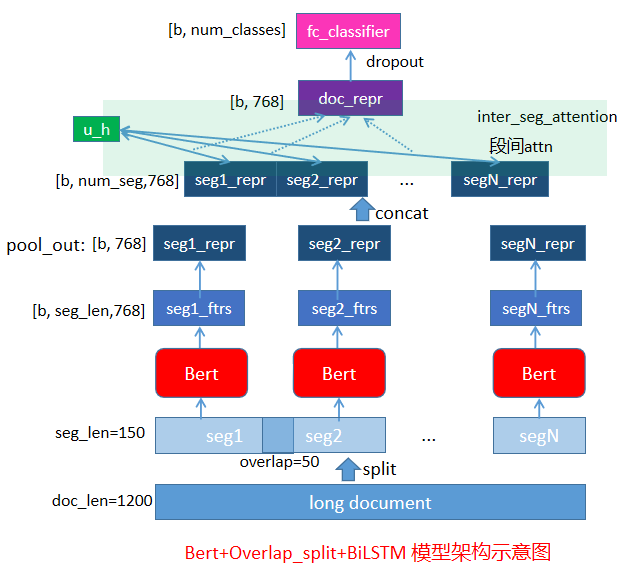 [b, num_classes] fc_classifier
dropout
[b, 768] doc_repr
u_h
inter_seg_attention
段间attn
[b, num_seg,768] seg1_repr seg2_repr ... segN_repr
concat
pool_out: [b, 768] seg1_repr seg2_repr segN_repr
[b, seg_len,768] seg1_ftrs seg2_ftrs segN_ftrs
Bert Bert Bert
seg_len=150 seg1 seg2 ... segN
overlap=50
split
doc_len=1200 long document
Bert+Overlap_split+BiLSTM 模型架构示意图